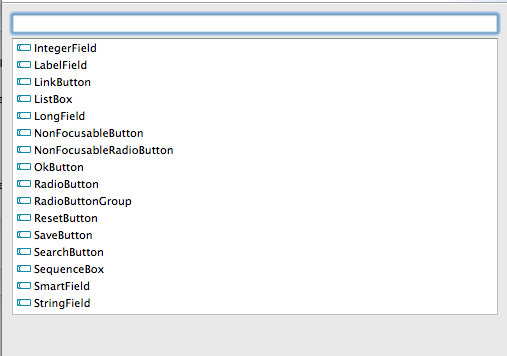 IntegerField
LabelField
LinkButton
ListBox
LongField
NonFocusableButton
NonFocusableRadioButton
OkButton
RadioButton
RadioButtonGroup
ResetButton
SaveButton
SearchButton
SequenceBox
SmartField
StringField